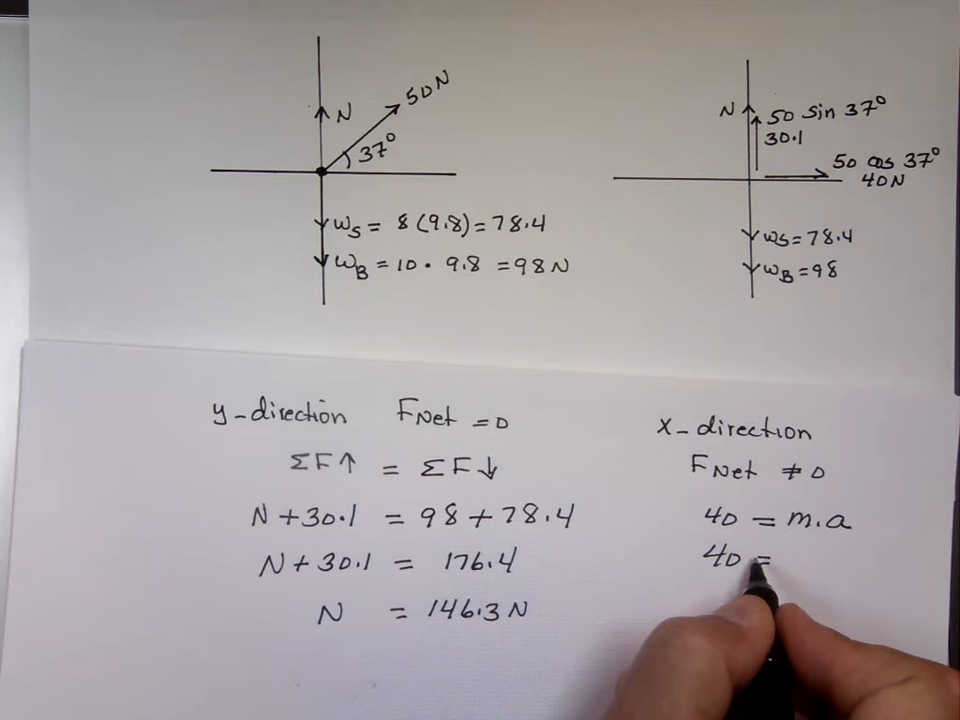 N
50N
37°
ws = 8(9.8) = 78.4
wB = 10 · 9.8 = 98N
N
50 sin 37°
30.1
50 cos 37°
40N
ws = 78.4
wB = 98
y-direction FNet = 0
ΣF↑ = ΣF↓
N + 30.1 = 98 + 78.4
N + 30.1 = 176.4
N = 146.3 N
x-direction
FNet ≠ 0
40 = m.a
40 =